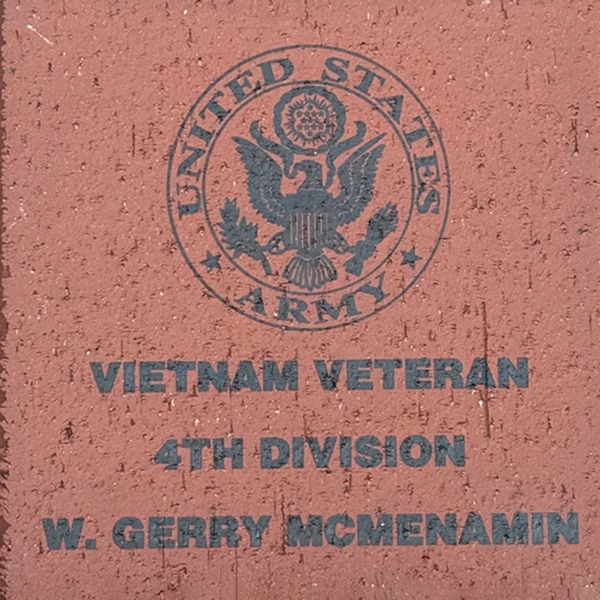 UNITED STATES
ARMY
VIETNAM VETERAN
4TH DIVISION
W. GERRY MCMENAMIN